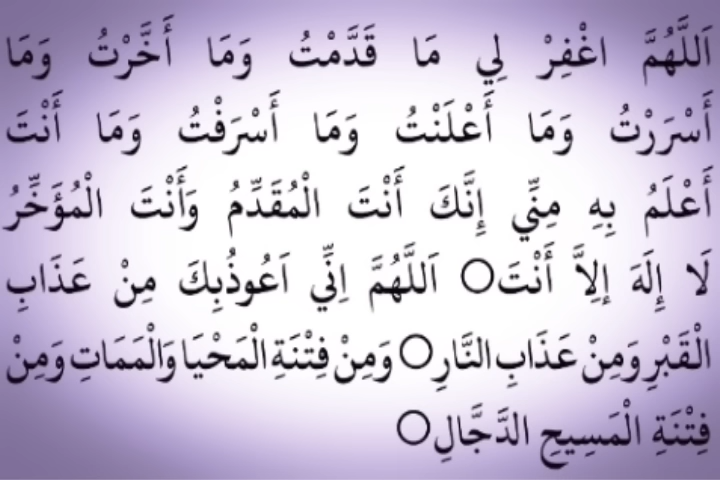 اَللَّهُمَّ اغْفِرْ لِي مَا قَدَّمْتُ وَمَا أَخَّرْتُ وَمَا
أَسْرَرْتُ وَمَا أَعْلَنْتُ وَمَا أَسْرَفْتُ وَمَا أَنْتَ
أَعْلَمُ بِهِ مِنِّي إِنَّكَ أَنْتَ الْمُقَدِّمُ وَأَنْتَ الْمُؤَخِّرُ
لَا إِلَهَ إِلاَّ أَنْتَ○ اَللَّهُمَّ اِنِّي اَعُوذُبِكَ مِنْ عَذَابِ
الْقَبْرِ وَمِنْ عَذَابِ النَّارِ○ وَمِنْ فِتْنَةِ الْمَحْيَا وَالْمَمَاتِ وَمِنْ
فِتْنَةِ الْمَسِيحِ الدَّجَّالِ○